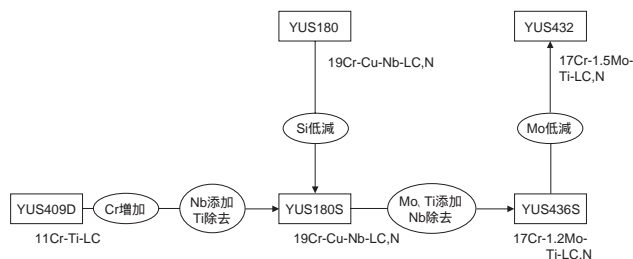 YUS180
YUS432
19Cr-Cu-Nb-LC,N
17Cr-1.5Mo-
Ti-LC,N
Si低減
Mo低減
YUS409D
Cr増加
Nb添加
Ti除去
YUS180S
Mo, Ti添加
Nb除去
YUS436S
11Cr-Ti-LC
19Cr-Cu-Nb-LC,N
17Cr-1.2Mo-
Ti-LC,N